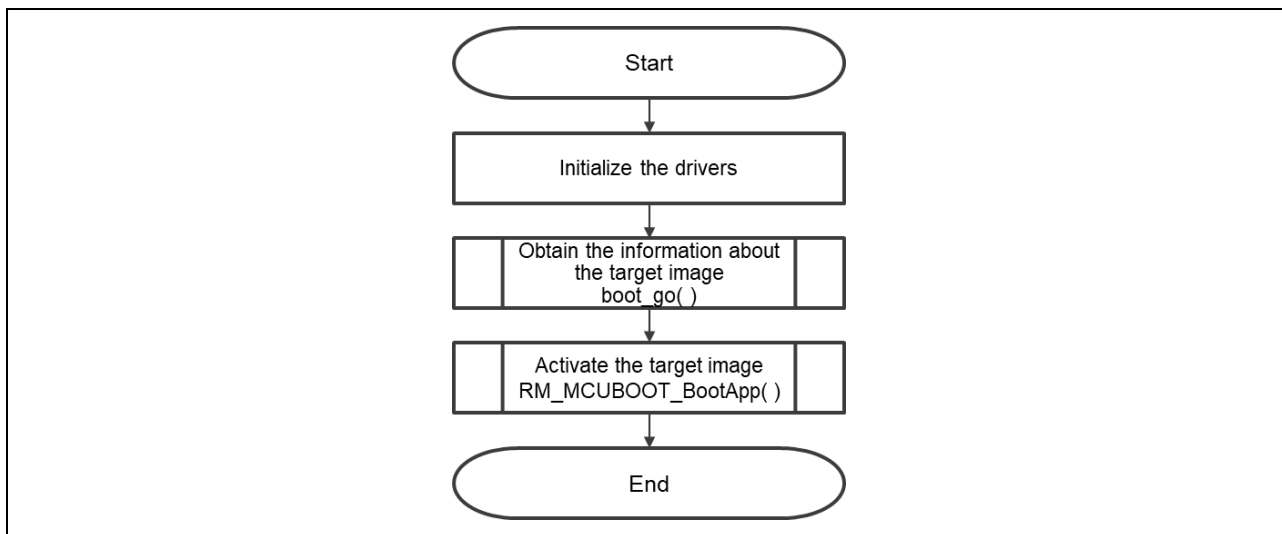 Start
Initialize the drivers
Obtain the information about
the target image
boot_go( )
Activate the target image
RM_MCUBOOT_BootApp( )
End